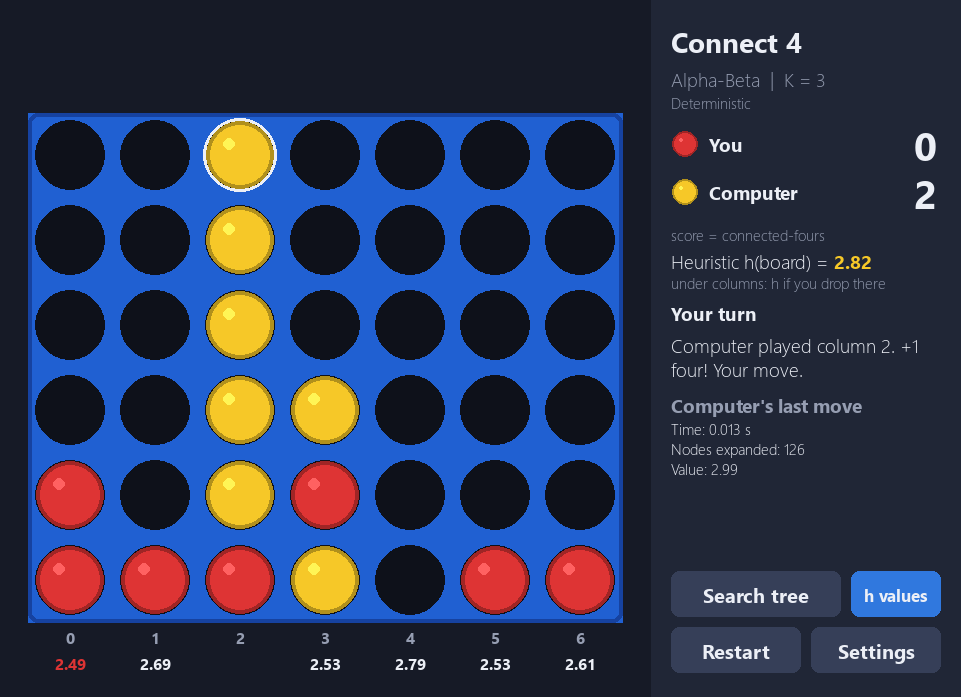 Connect 4
Alpha-Beta | K = 3
Deterministic
You 0
Computer 2
score = connected-fours
Heuristic h(board) = 2.82
under columns: h if you drop there
Your turn
Computer played column 2. +1
four! Your move.
Computer's last move
Time: 0.013 s
Nodes expanded: 126
Value: 2.99
Search tree h values
Restart Settings
0 1 2 3 4 5 6
2.49 2.69 2.53 2.79 2.53 2.61